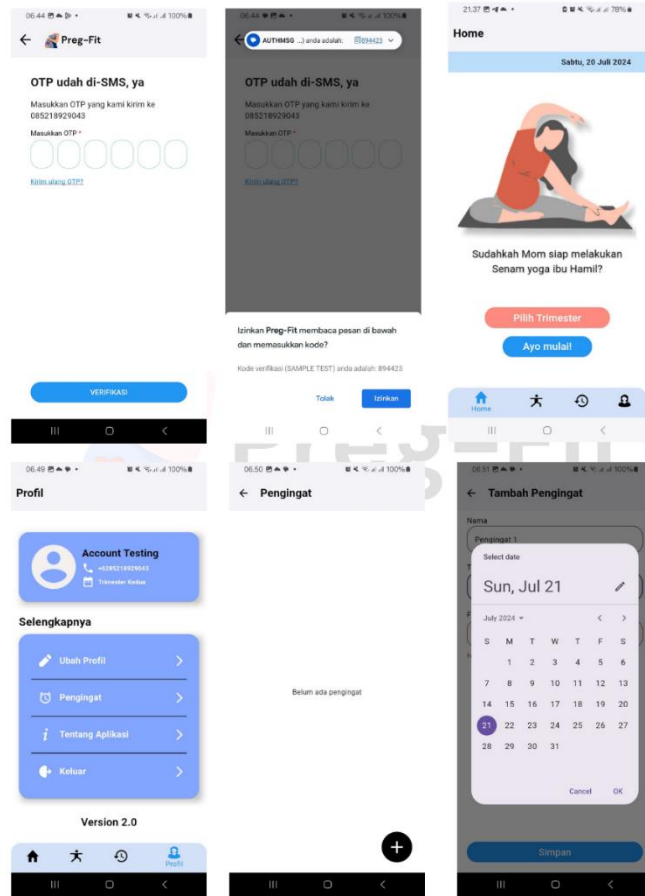 06.44
100%
Preg-Fit
OTP udah di-SMS, ya
Masukkan OTP yang kami kirim ke
085218929043
Masukkan OTP *
Kirim ulang OTP?
VERIFIKASI
06.44
100%
AUTHMSG ...) anda adalah: 894423
OTP udah di-SMS, ya
Masukkan OTP yang kami kirim ke
085218929043
Masukkan OTP *
Kirim ulang OTP?
Izinkan Preg-Fit membaca pesan di bawah
dan memasukkan kode?
Kode verifikasi (SAMPLE TEST) anda adalah: 894423
Tolak Izinkan
21.37
78%
Home
Sabtu, 20 Juli 2024
Sudahkah Mom siap melakukan
Senam yoga ibu Hamil?
Pilih Trimester
Ayo mulai!
Home
Preg-Fit
06.49
100%
Profil
Account Testing
+6285218929043
Trimester Kedua
Selengkapnya
Ubah Profil
Pengingat
Tentang Aplikasi
Keluar
Version 2.0
Profil
06.50
100%
Pengingat
Belum ada pengingat
06.51
100%
Tambah Pengingat
Nama
Pengingat 1
Select date
Sun, Jul 21
July 2024
S M T W T F S
1 2 3 4 5 6
7 8 9 10 11 12 13
14 15 16 17 18 19 20
21 22 23 24 25 26 27
28 29 30 31
Cancel OK
Simpan